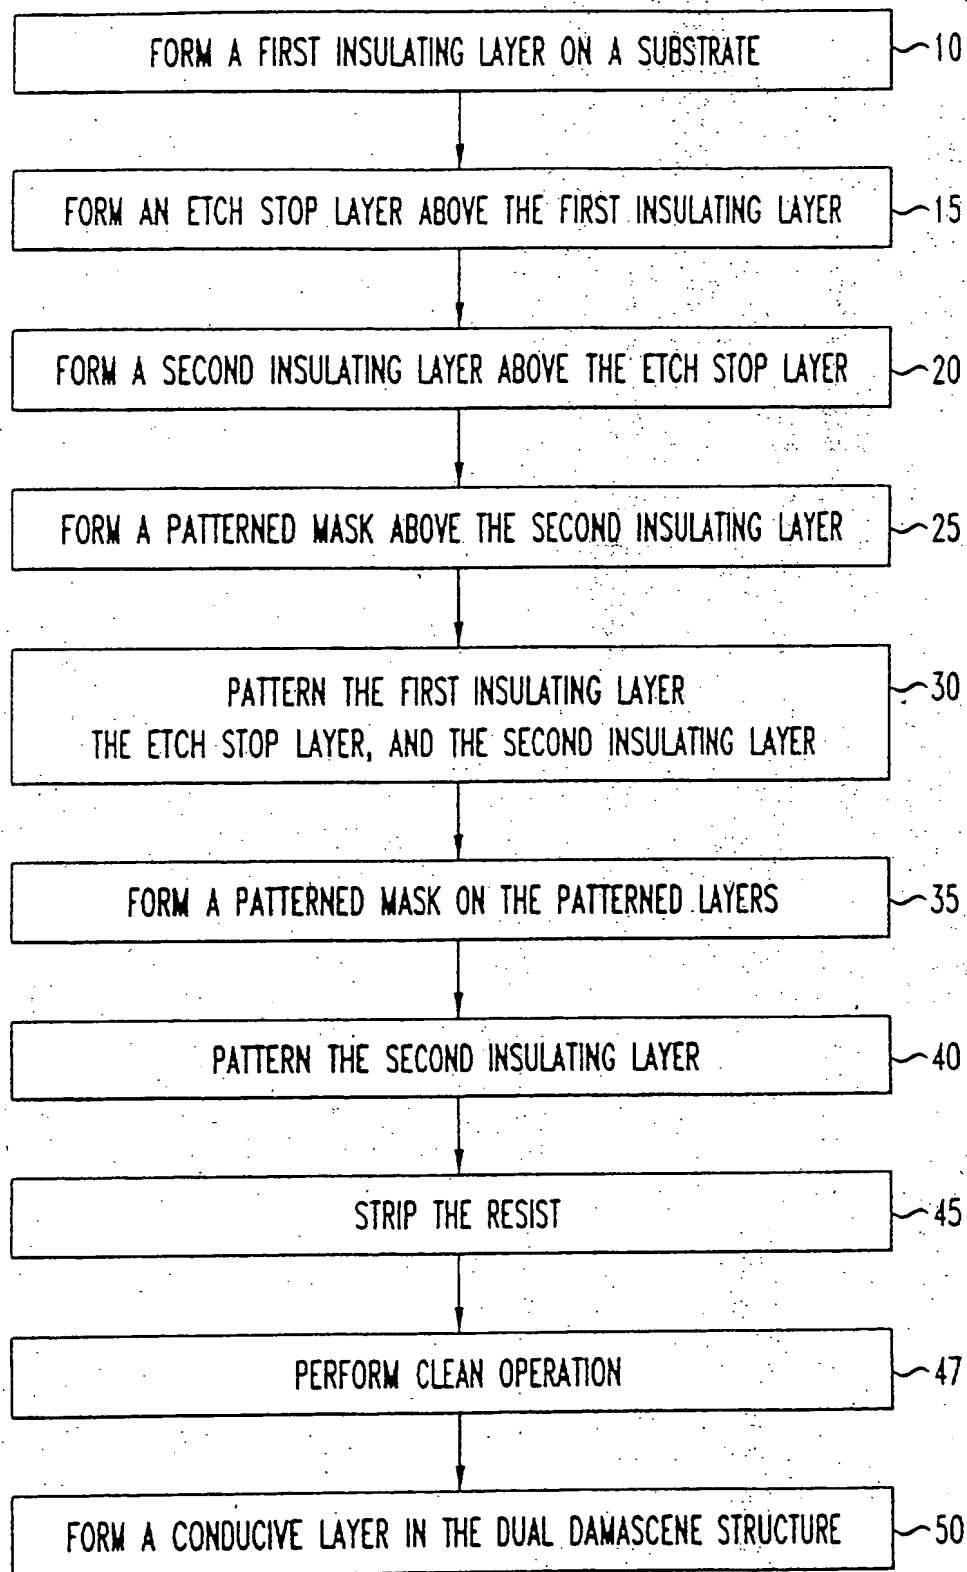 FORM A FIRST INSULATING LAYER ON A SUBSTRATE
10
FORM AN ETCH STOP LAYER ABOVE THE FIRST INSULATING LAYER
15
FORM A SECOND INSULATING LAYER ABOVE THE ETCH STOP LAYER
20
FORM A PATTERNED MASK ABOVE THE SECOND INSULATING LAYER
25
PATTERN THE FIRST INSULATING LAYER
THE ETCH STOP LAYER, AND THE SECOND INSULATING LAYER
30
FORM A PATTERNED MASK ON THE PATTERNED LAYERS
35
PATTERN THE SECOND INSULATING LAYER
40
STRIP THE RESIST
45
PERFORM CLEAN OPERATION
47
FORM A CONDUCIVE LAYER IN THE DUAL DAMASCENE STRUCTURE
50